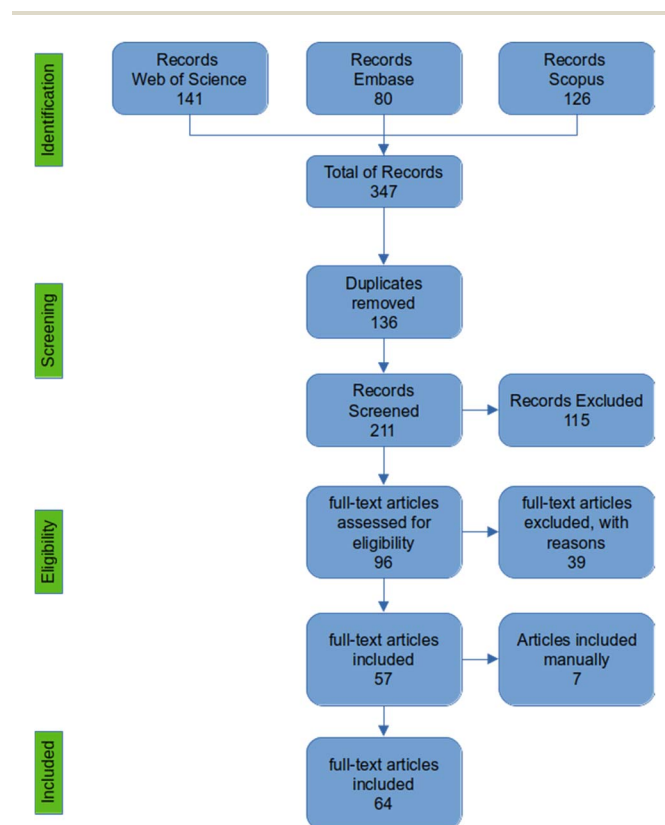 Identification
Records
Web of Science
141
Records
Embase
80
Records
Scopus
126
Total of Records
347
Screening
Duplicates
removed
136
Records
Screened
211
Records Excluded
115
Eligibility
full-text articles
assessed for
eligibility
96
full-text articles
excluded, with
reasons
39
full-text articles
included
57
Articles included
manually
7
Included
full-text articles
included
64